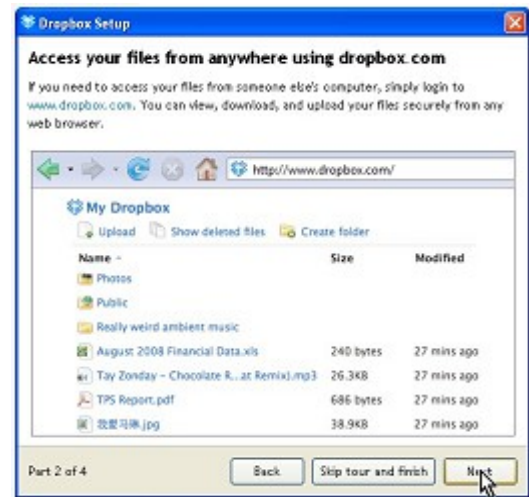 Dropbox Setup
Access your files from anywhere using dropbox.com
If you need to access your files from someone else's computer, simply login to
www.dropbox.com. You can view, download, and upload your files securely from any
web browser.
http://www.dropbox.com/
My Dropbox
Upload Show deleted files Create folder
Name Size Modified
Photos
Public
Really weird ambient music
August 2008 Financial Data.xls 240 bytes 27 mins ago
Tay Zonday - Chocolate R...at Remix).mp3 26.3KB 27 mins ago
TPS Report.pdf 686 bytes 27 mins ago
我爱习琳.jpg 38.9KB 27 mins ago
Part 2 of 4 Back Skip tour and finish Next